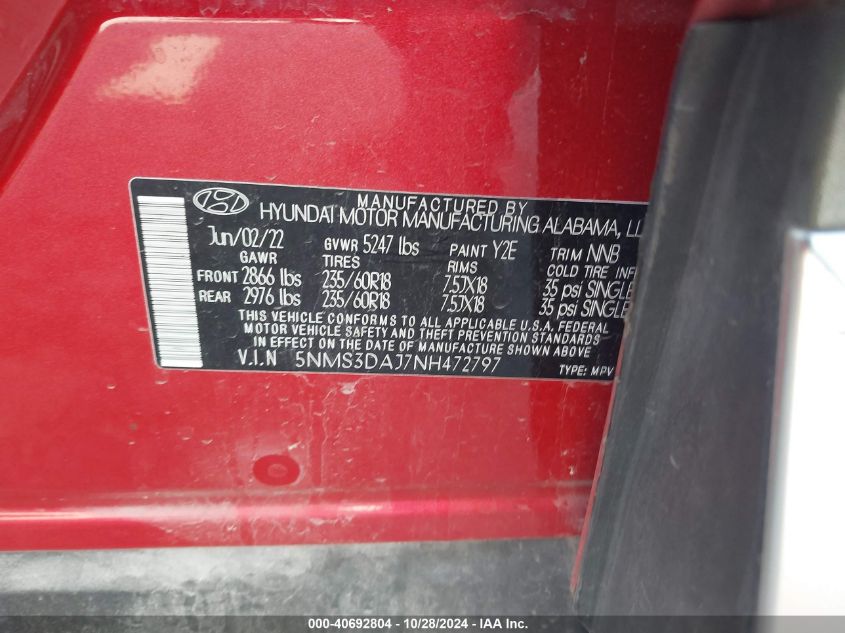 MANUFACTURED BY
HYUNDAI MOTOR MANUFACTURING ALABAMA, LL
Jun/02/22 GVWR 5247 lbs PAINT Y2E TRIM NNB
GAWR TIRES RIMS COLD TIRE INF
FRONT 2866 lbs 235/60R18 7.5JX18 35 psi SINGLE
REAR 2976 lbs 235/60R18 7.5JX18 35 psi SINGLE
THIS VEHICLE CONFORMS TO ALL APPLICABLE U.S.A. FEDERAL
MOTOR VEHICLE SAFETY AND THEFT PREVENTION STANDARDS
IN EFFECT ON THE DATE OF MANUFACTURE SHOWN ABOVE
V.I.N 5NMS3DAJ7NH472797 TYPE: MPV
000-40692804 | 10/28/2024 - IAA Inc.